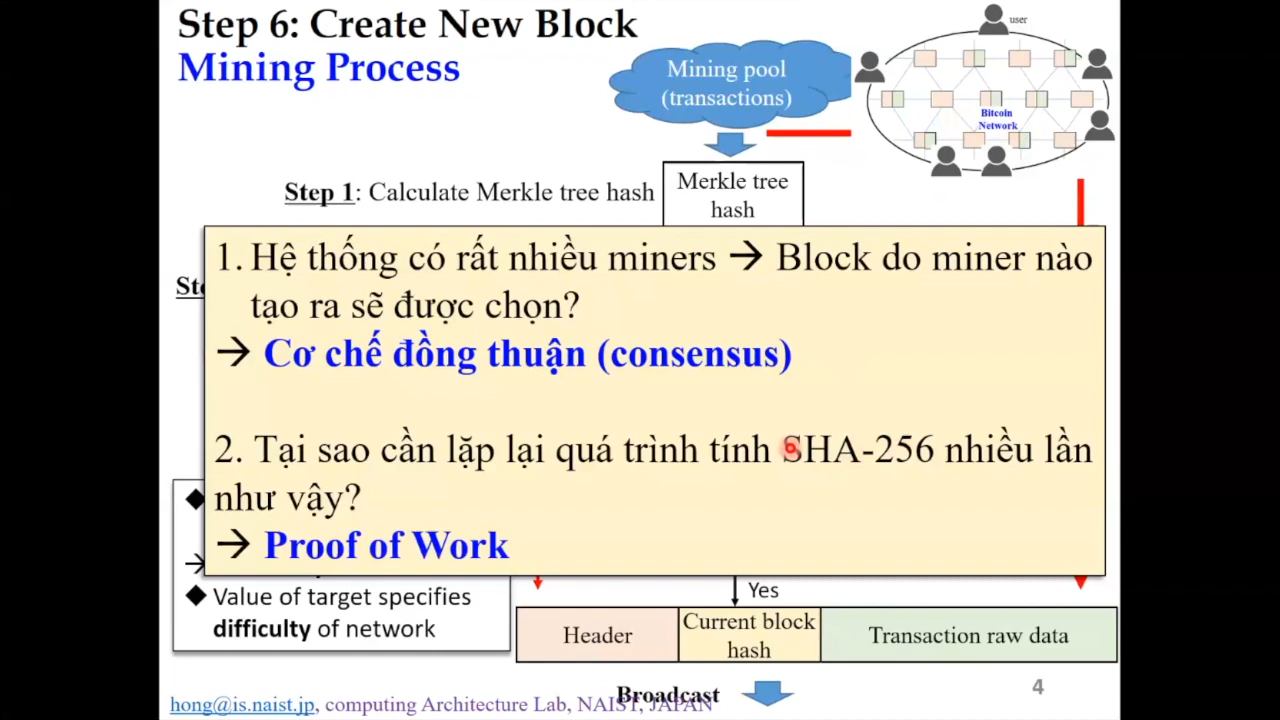 Step 6: Create New Block
Mining Process
Mining pool
(transactions)
user
Bitcoin
Network
Step 1: Calculate Merkle tree hash
Merkle tree
hash
1. Hệ thống có rất nhiều miners → Block do miner nào
tạo ra sẽ được chọn?
→ Cơ chế đồng thuận (consensus)
2. Tại sao cần lặp lại quá trình tính SHA-256 nhiều lần
như vậy?
→ Proof of Work
Value of target specifies
difficulty of network
Yes
Header
Current block
hash
Transaction raw data
Broadcast
4
hong@is.naist.jp, computing Architecture Lab, NAIST, JAPAN